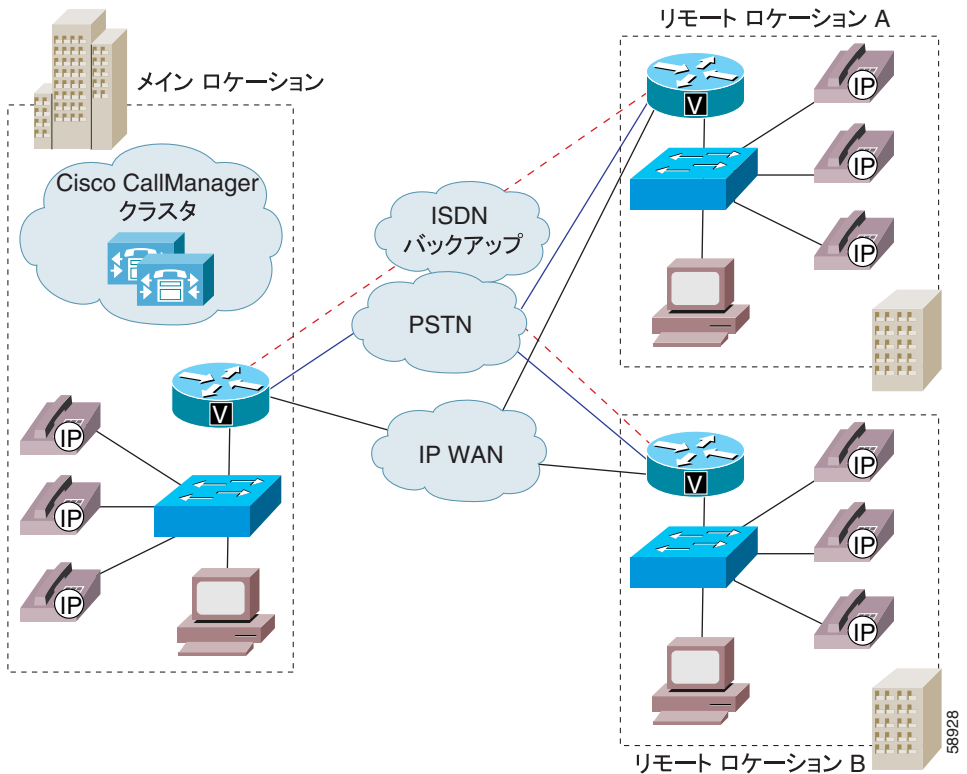 リモート ロケーション A
メイン ロケーション
Cisco CallManager
クラスタ
ISDN
バックアップ
PSTN
IP WAN
V
IP
IP
IP
V
IP
IP
IP
V
IP
IP
IP
リモート ロケーション B
58928